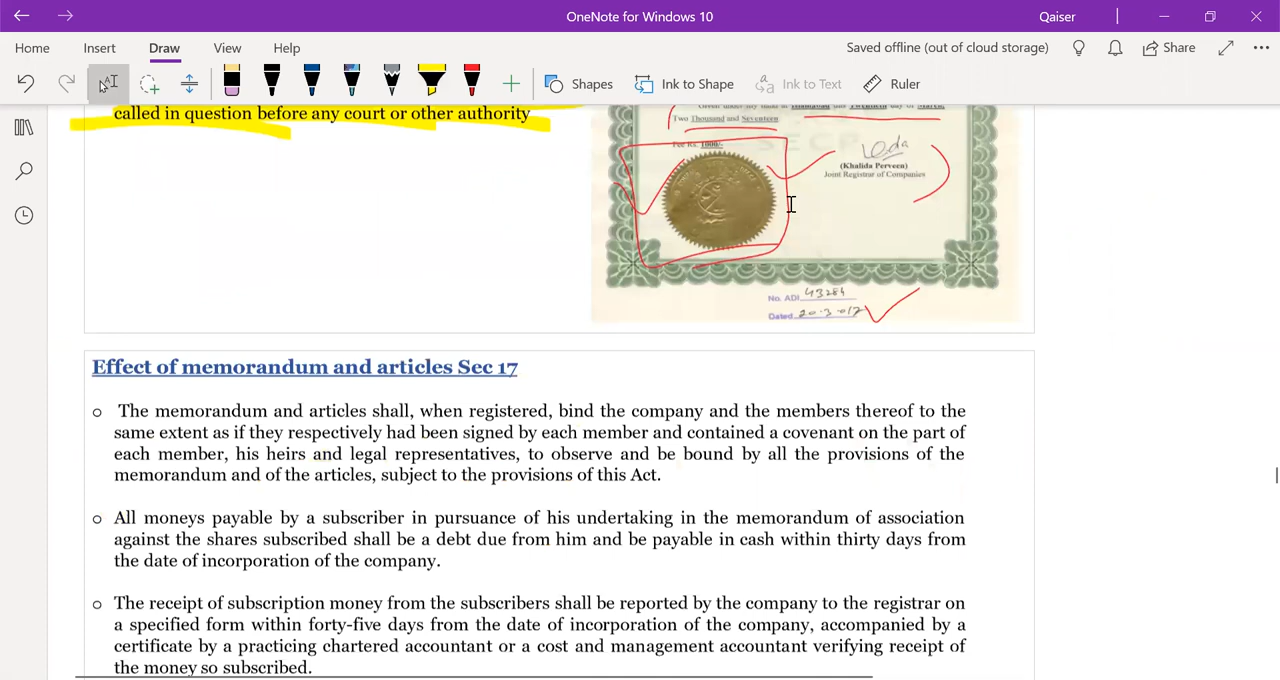 OneNote for Windows 10
Qaiser
Home
Insert
Draw
View
Help
Saved offline (out of cloud storage)
Share
Shapes
Ink to Shape
Ink to Text
Ruler
called in question before any court or other authority
Two Thousand and Seventeen
Fee Rs. 1000/-
(Khalida Perveen)
Joint Registrar of Companies
No. ADI 43284
Dated 20.3.017
Effect of memorandum and articles Sec 17
o The memorandum and articles shall, when registered, bind the company and the members thereof to the
same extent as if they respectively had been signed by each member and contained a covenant on the part of
each member, his heirs and legal representatives, to observe and be bound by all the provisions of the
memorandum and of the articles, subject to the provisions of this Act.
o All moneys payable by a subscriber in pursuance of his undertaking in the memorandum of association
against the shares subscribed shall be a debt due from him and be payable in cash within thirty days from
the date of incorporation of the company.
o The receipt of subscription money from the subscribers shall be reported by the company to the registrar on
a specified form within forty-five days from the date of incorporation of the company, accompanied by a
certificate by a practicing chartered accountant or a cost and management accountant verifying receipt of
the money so subscribed.